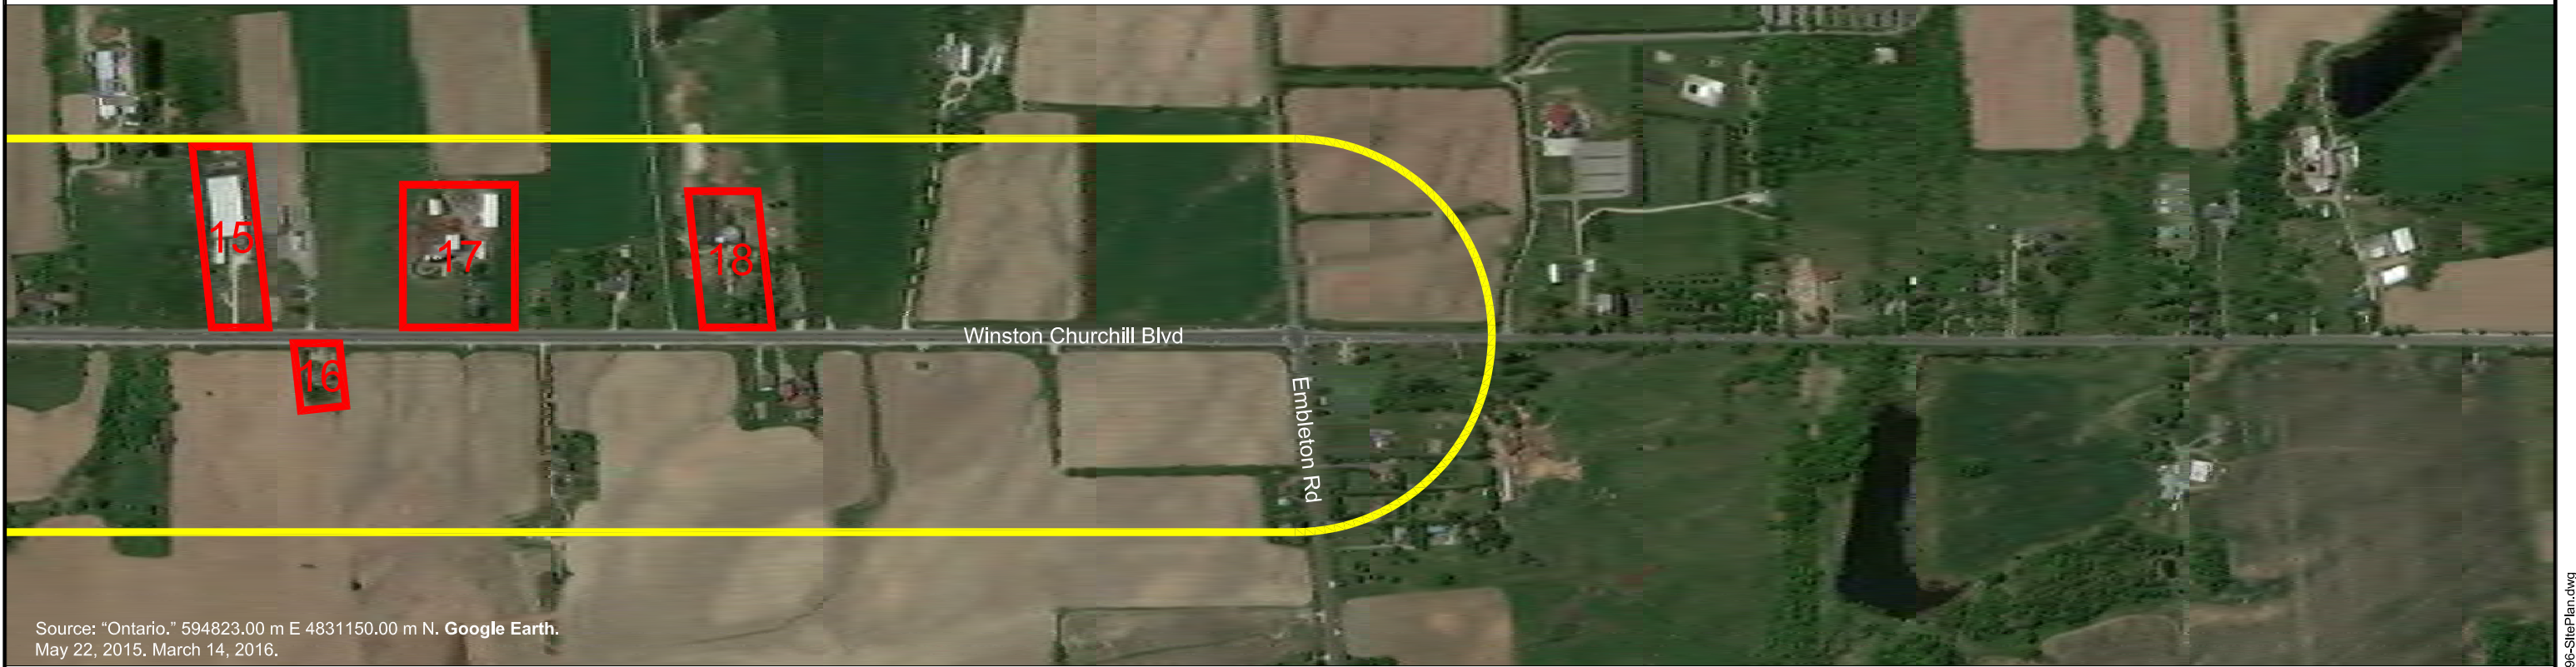 15
17
18
16
Winston Churchill Blvd
Embleton Rd
Source: “Ontario.” 594823.00 m E 4831150.00 m N. Google Earth.
May 22, 2015. March 14, 2016.
96-SitePlan.dwg